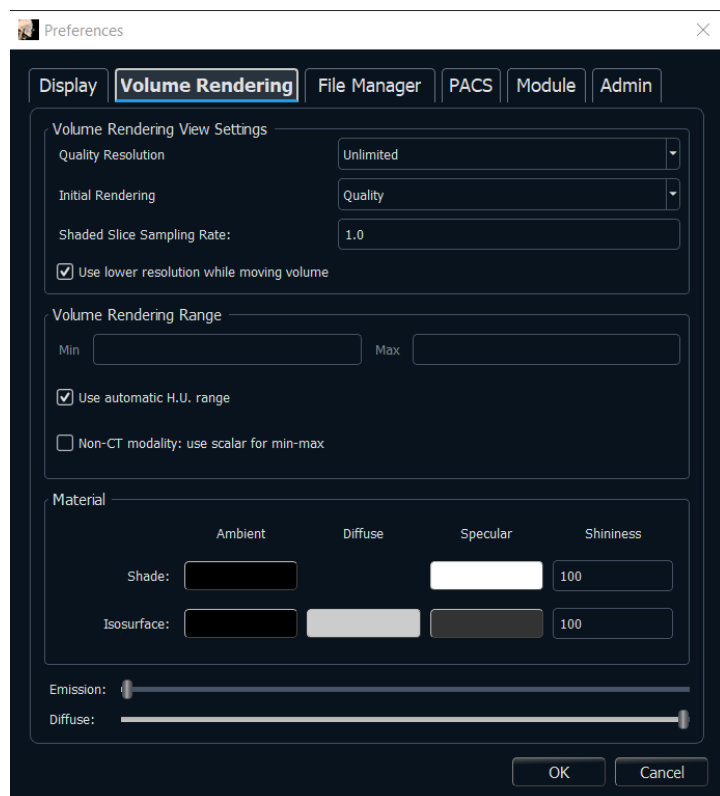 Preferences
Display Volume Rendering File Manager PACS Module Admin
Volume Rendering View Settings
Quality Resolution Unlimited
Initial Rendering Quality
Shaded Slice Sampling Rate: 1.0
Use lower resolution while moving volume
Volume Rendering Range
Min Max
Use automatic H.U. range
Non-CT modality: use scalar for min-max
Material
Ambient Diffuse Specular Shininess
Shade: 100
Isosurface: 100
Emission:
Diffuse:
OK Cancel